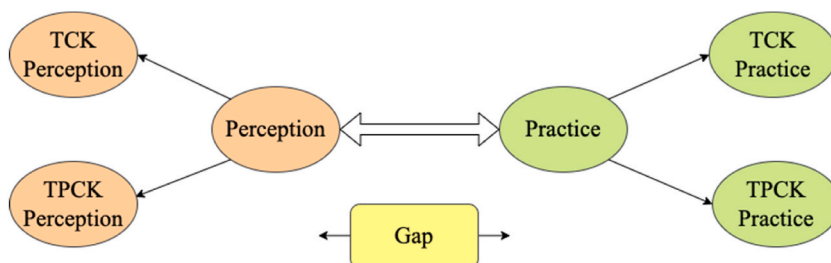 TCK
Perception
TCK
Practice
Perception
Practice
TPCK
Perception
TPCK
Practice
Gap